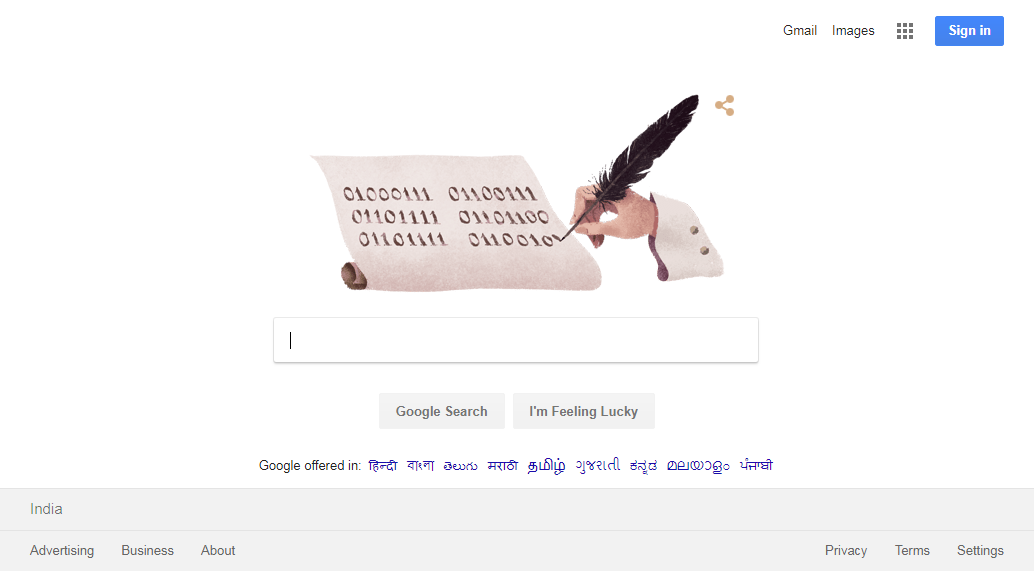 Gmail Images Sign in
01000111 01100111
01101111 01101100
01101111 0110010
Google Search I'm Feeling Lucky
Google offered in: हिन्दी বাংলা తెలుగు मराठी தமிழ் ગુજરાતી ಕನ್ನಡ മലയാളം ਪੰਜਾਬੀ
India
Advertising Business About Privacy Terms Settings